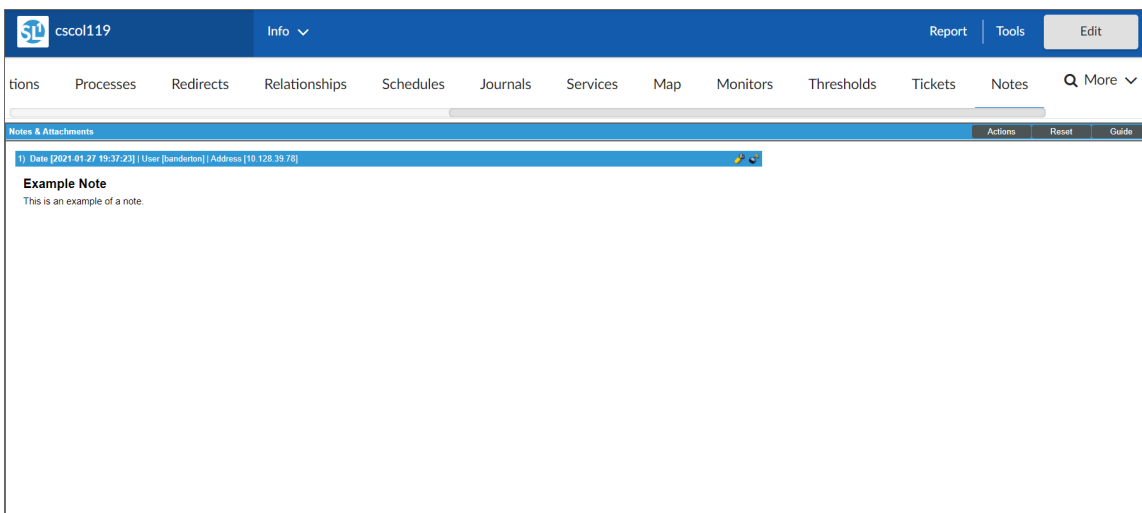 SL1 cscol119 Info Report Tools Edit
tions Processes Redirects Relationships Schedules Journals Services Map Monitors Thresholds Tickets Notes More
Notes & Attachments Actions Reset Guide
1) Date [2021-01-27 19:37:23] | User [banderton] | Address [10.128.39.78]
Example Note
This is an example of a note.